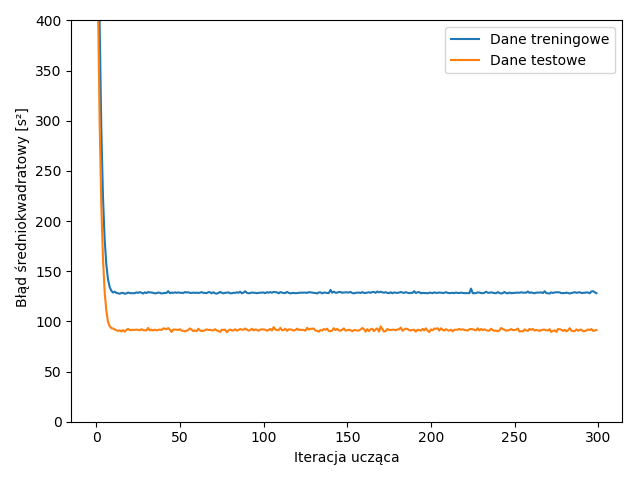 400
350
300
250
200
150
100
50
0
Błąd średniokwadratowy [s²]
Dane treningowe
Dane testowe
0 50 100 150 200 250 300
Iteracja ucząca